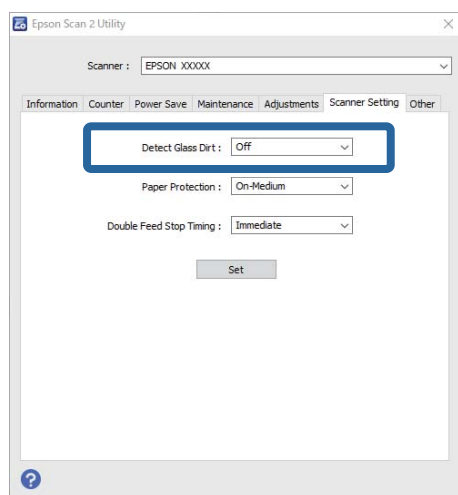 Epson Scan 2 Utility
Scanner : EPSON XXXXX
Information Counter Power Save Maintenance Adjustments Scanner Setting Other
Detect Glass Dirt : Off
Paper Protection : On-Medium
Double Feed Stop Timing : Immediate
Set
?